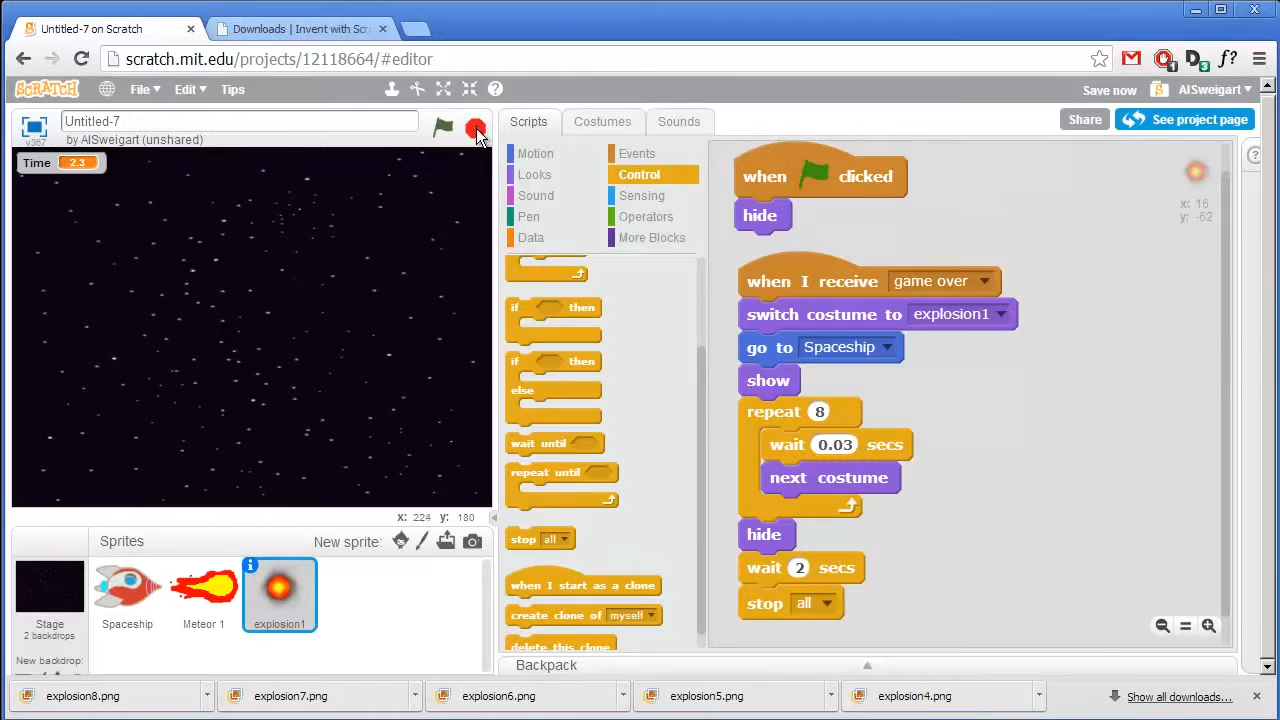 Untitled-7 on Scratch
Downloads | Invent with Scr
scratch.mit.edu/projects/12118664/#editor
1
D
3
f?
SCRATCH
File
Edit
Tips
Save now
AlSweigart
v367
Untitled-7
by AlSweigart (unshared)
Scripts
Costumes
Sounds
Share
See project page
Time 2.3
Motion
Events
Looks
Control
Sound
Sensing
Pen
Operators
Data
More Blocks
if then
if then
else
wait until
repeat until
stop all
when I start as a clone
create clone of myself
delete this clone
when clicked
hide
when I receive game over
switch costume to explosion1
go to Spaceship
show
repeat 8
wait 0.03 secs
next costume
hide
wait 2 secs
stop all
x: 16
y: -62
x: 224 y: 180
Sprites
New sprite:
Stage
2 backdrops
New backdrop:
Spaceship
Meteor 1
explosion1
Backpack
explosion8.png
explosion7.png
explosion6.png
explosion5.png
explosion4.png
Show all downloads...